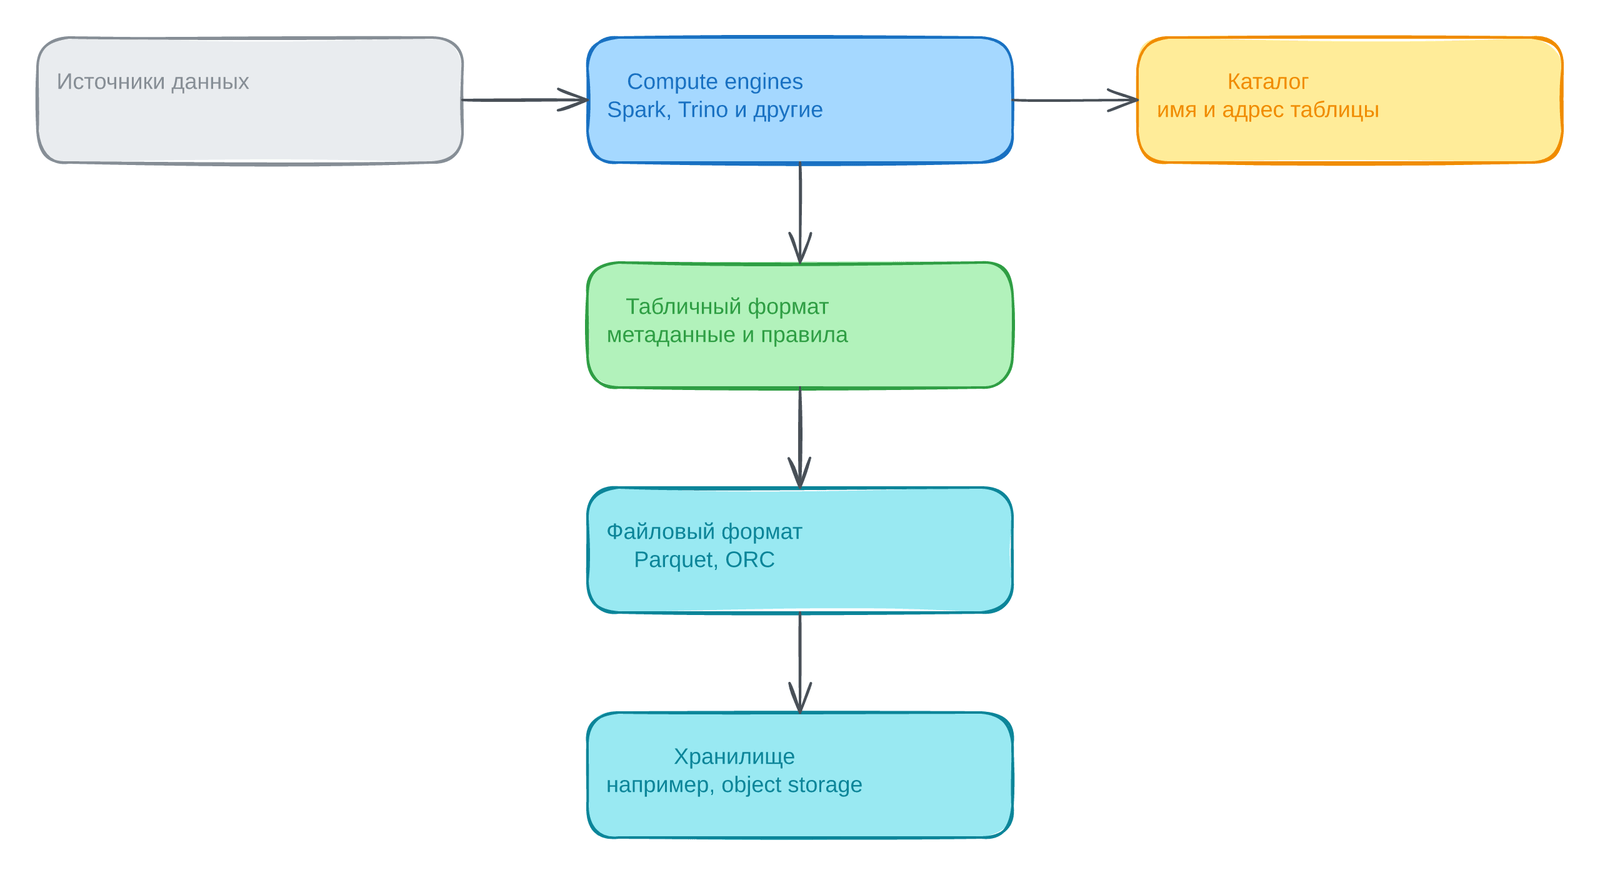 Источники данных
Compute engines
Spark, Trino и другие
Каталог
имя и адрес таблицы
Табличный формат
метаданные и правила
Файловый формат
Parquet, ORC
Хранилище
например, object storage